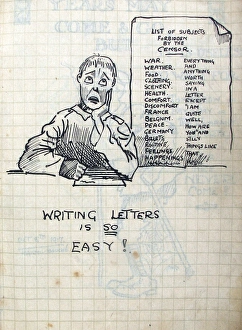 LIST OF SUBJECTS
FORBIDDEN
BY THE
CENSOR.
WAR.
WEATHER.
FOOD.
CLOTHING.
SCENERY.
HEALTH.
COMFORT.
DISCOMFORT
FRANCE
BELGIUM.
PEACE.
GERMANY
BILLETS
ROUTINE
FEELINGS
HAPPENINGS
EVERYTHING
AND
ANYTHING
WORTH
SAYING
IN A
LETTER
EXCEPT
"I AM
QUITE
WELL,
HOW ARE
YOU" AND
SILLY
THINGS LIKE
THAT
WRITING LETTERS
IS SO
EASY!